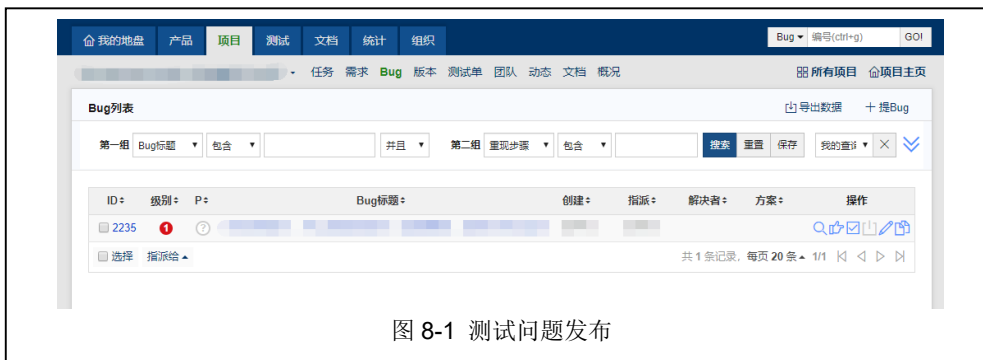 我的地盘 产品 项目 测试 文档 统计 组织 Bug 编号(ctrl+g) GO!
任务 需求 Bug 版本 测试单 团队 动态 文档 概况 所有项目 项目主页
Bug列表 导出数据 + 提Bug
第一组 Bug标题 包含 并且 第二组 重现步骤 包含 搜索 重置 保存 我的查询
ID 级别 P Bug标题 创建 指派 解决者 方案 操作
2235 1 ?
选择 指派给 共 1 条记录, 每页 20 条 1/1
图 8-1 测试问题发布